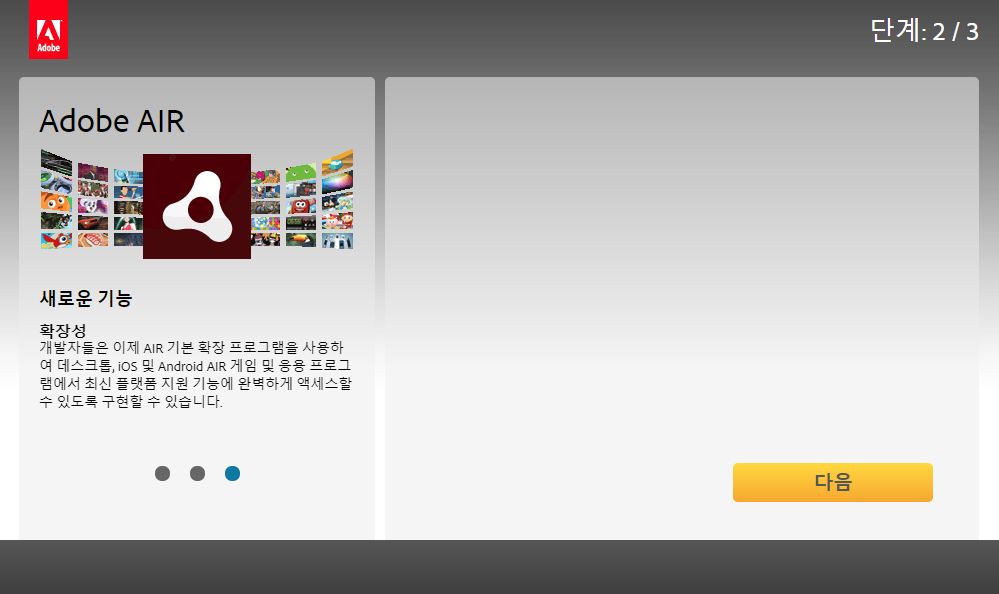 Adobe
단계: 2 / 3
Adobe AIR
새로운 기능
확장성
개발자들은 이제 AIR 기본 확장 프로그램을 사용하
여 데스크톱, iOS 및 Android AIR 게임 및 응용 프로그
램에서 최신 플랫폼 지원 기능에 완벽하게 액세스할
수 있도록 구현할 수 있습니다.
다음